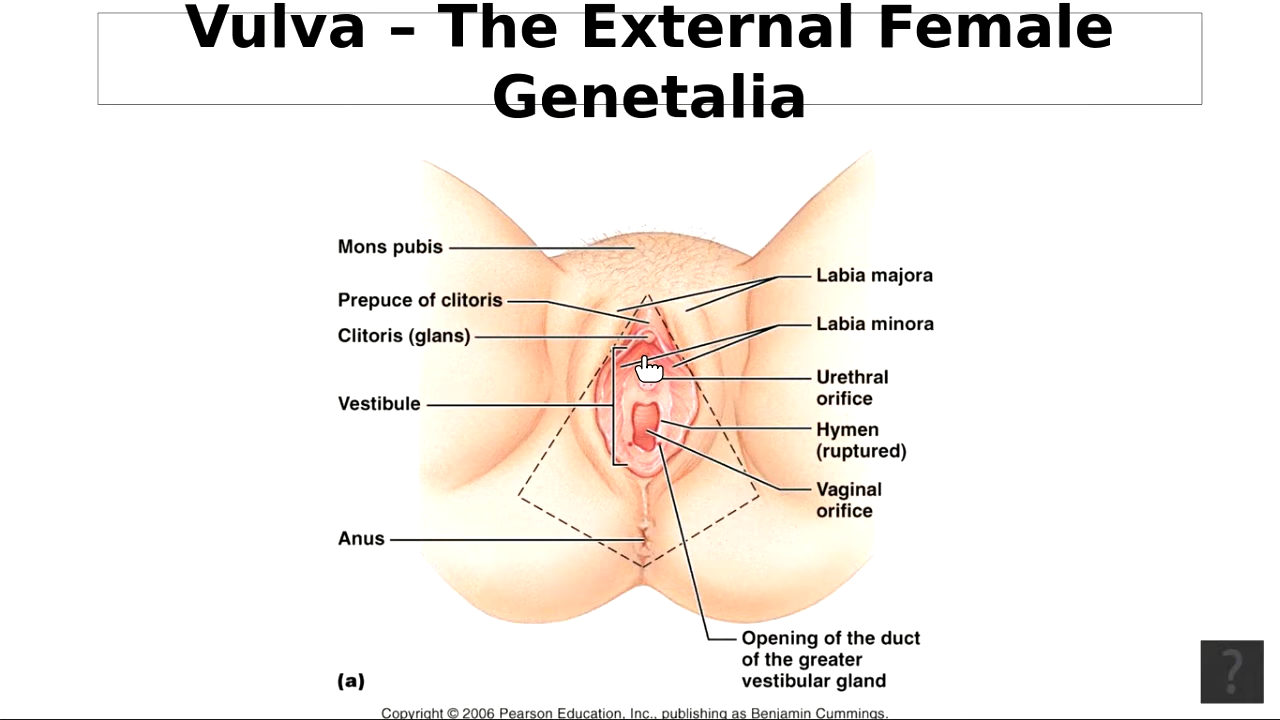 Vulva – The External Female
Genetalia
Mons pubis
Labia majora
Prepuce of clitoris
Labia minora
Clitoris (glans)
Urethral
orifice
Vestibule
Hymen
(ruptured)
Vaginal
orifice
Anus
Opening of the duct
of the greater
vestibular gland
(a)
?
Copyright © 2006 Pearson Education, Inc., publishing as Benjamin Cummings.